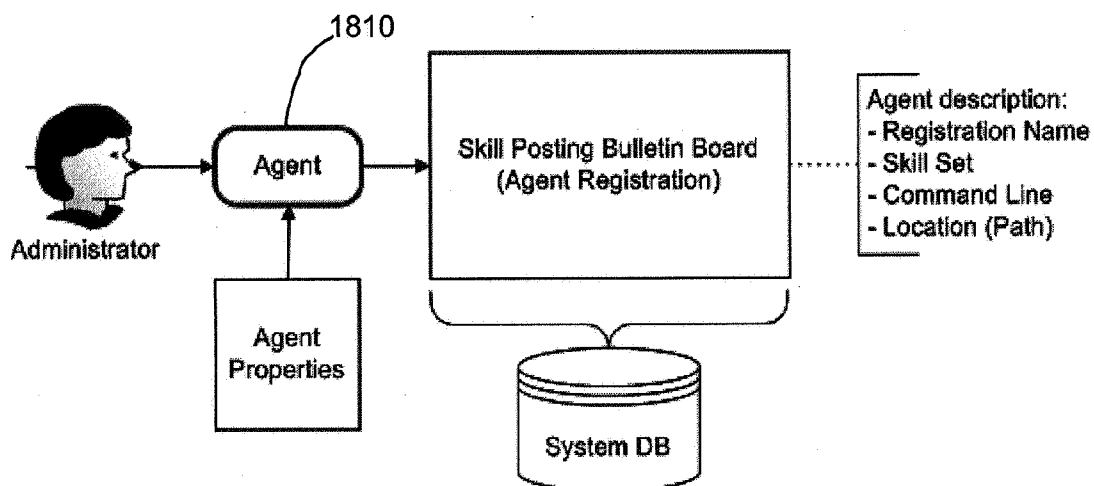 1810
Administrator
Agent
Agent
Properties
Skill Posting Bulletin Board
(Agent Registration)
System DB
Agent description:
- Registration Name
- Skill Set
- Command Line
- Location (Path)